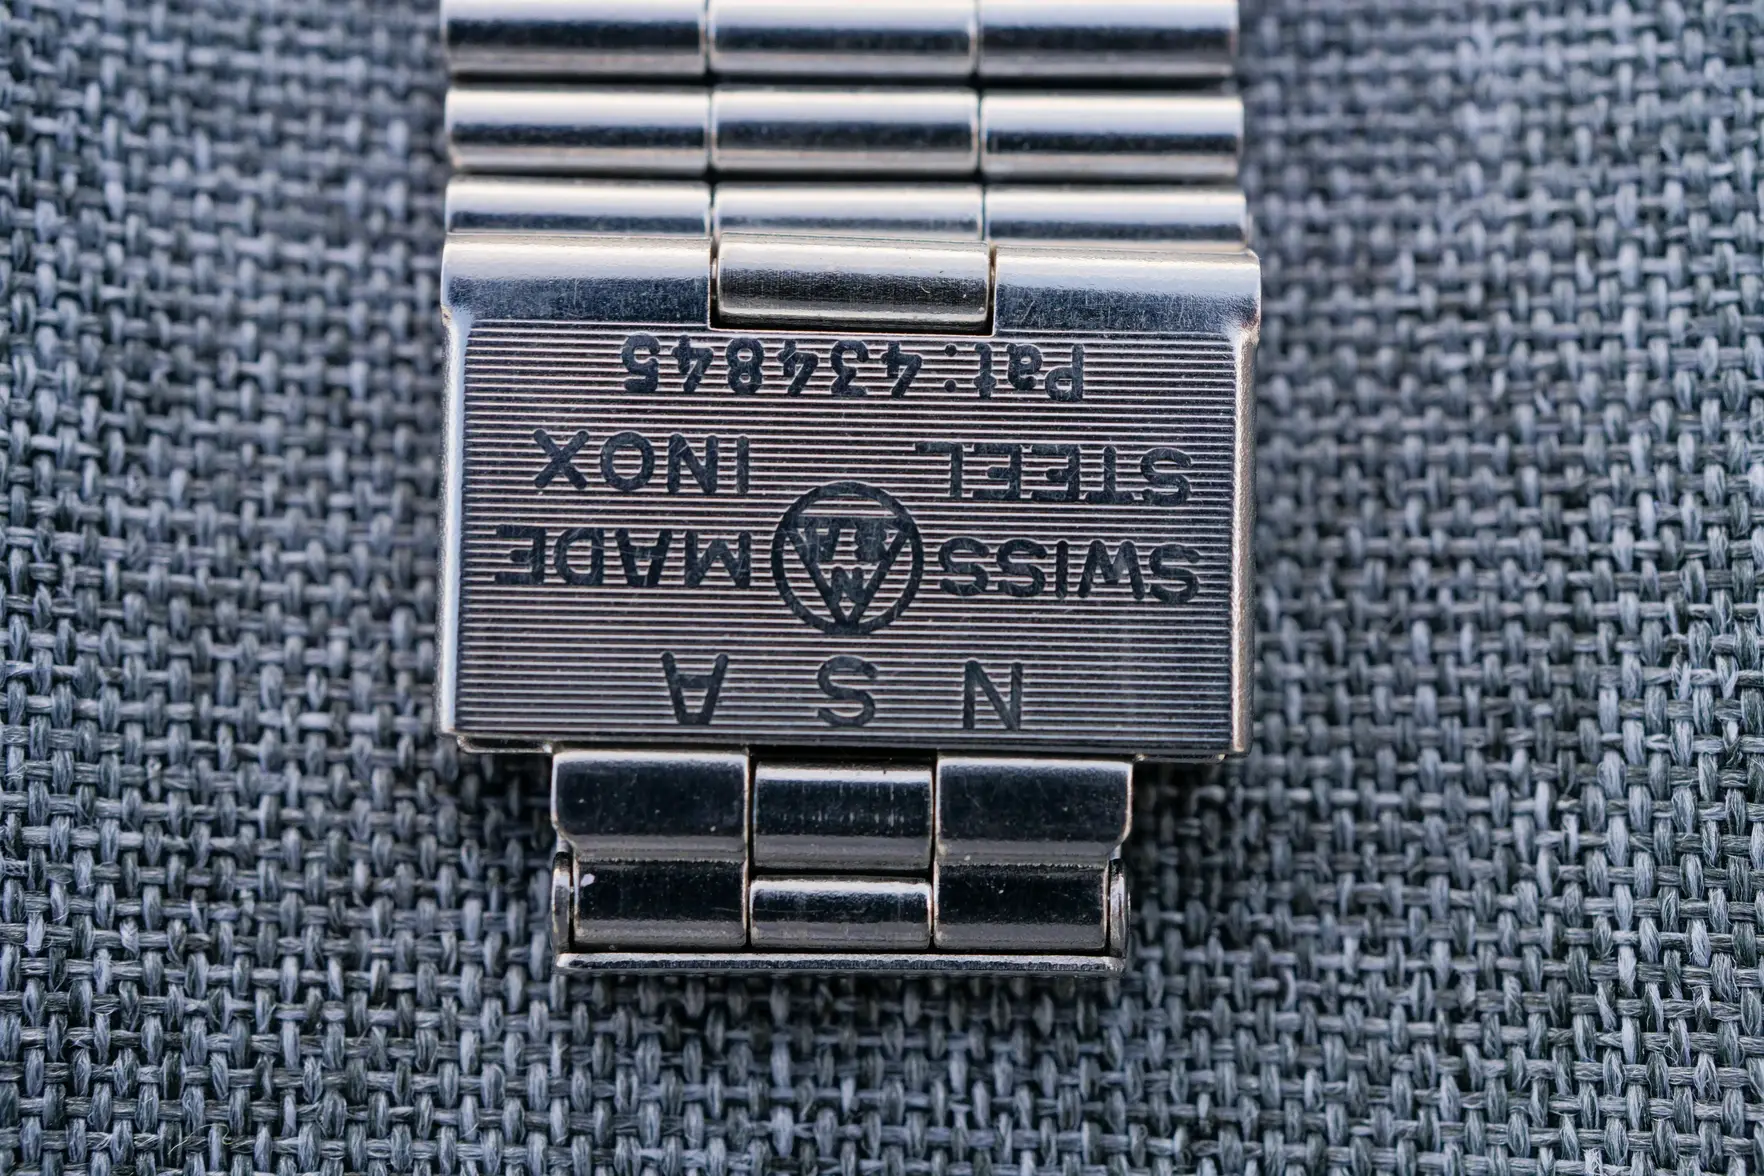 N S A
SWISS MADE
STEEL INOX
Pat:434845